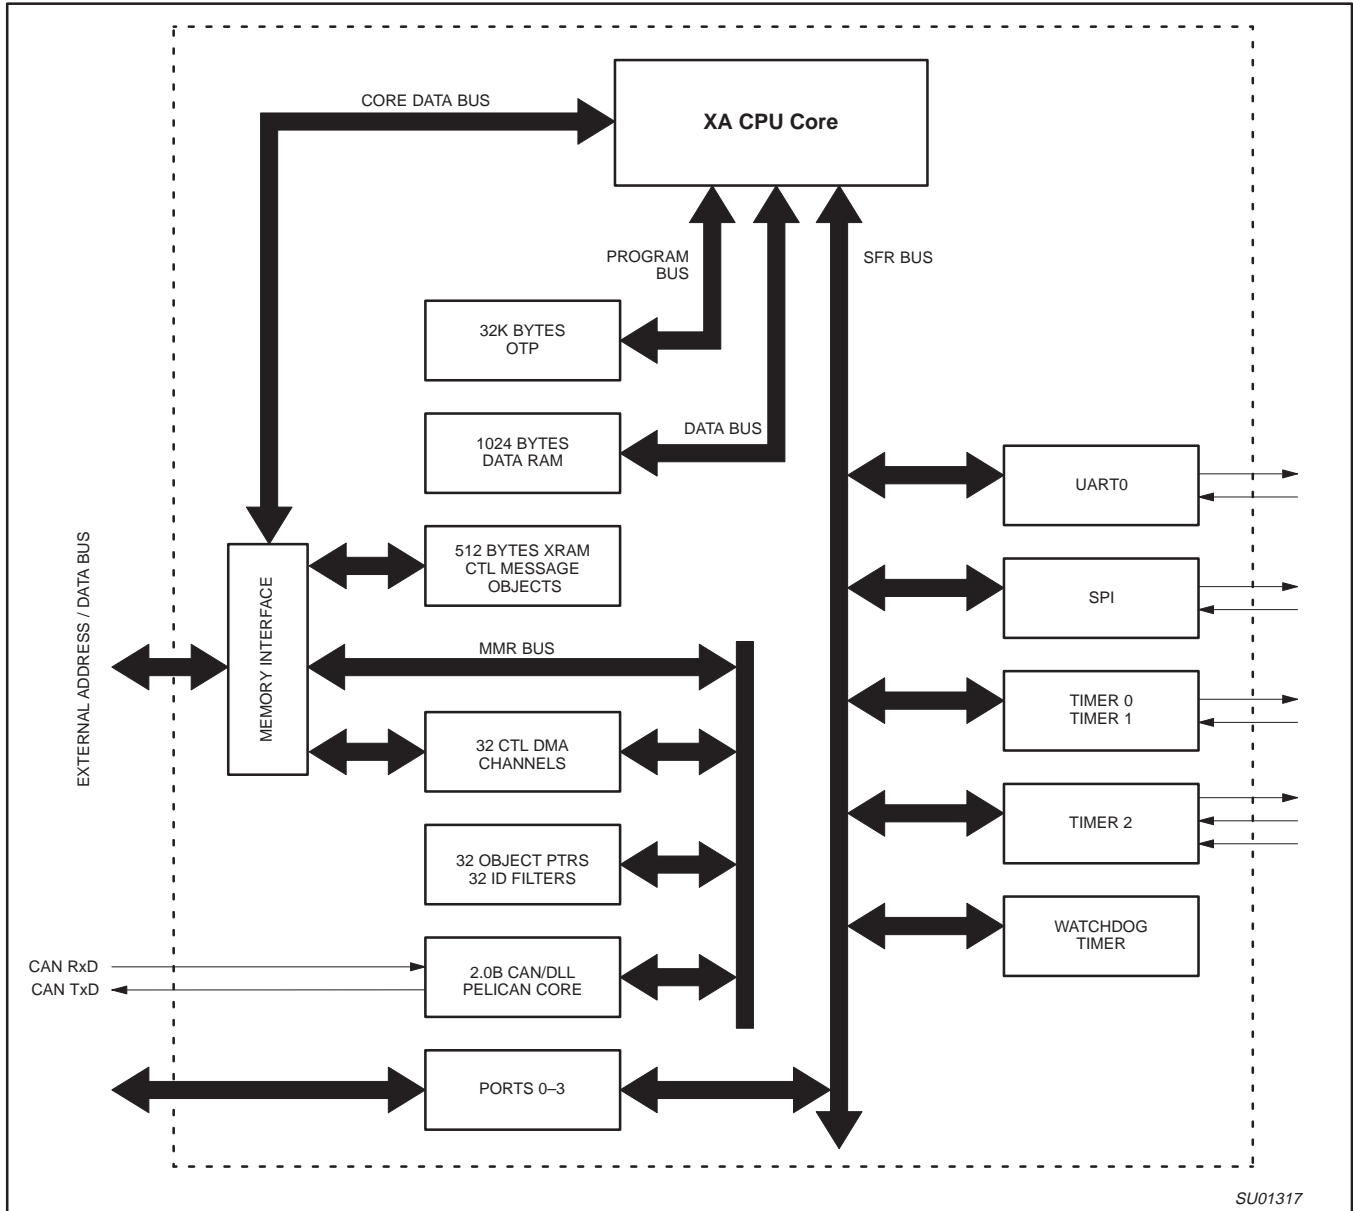 CORE DATA BUS
XA CPU Core
PROGRAM
BUS
SFR BUS
32K BYTES
OTP
1024 BYTES
DATA RAM
DATA BUS
UART0
512 BYTES XRAM
CTL MESSAGE
OBJECTS
SPI
EXTERNAL ADDRESS / DATA BUS
MEMORY INTERFACE
MMR BUS
TIMER 0
TIMER 1
32 CTL DMA
CHANNELS
TIMER 2
32 OBJECT PTRS
32 ID FILTERS
WATCHDOG
TIMER
CAN RxD
CAN TxD
2.0B CAN/DLL
PELICAN CORE
PORTS 0–3
SU01317